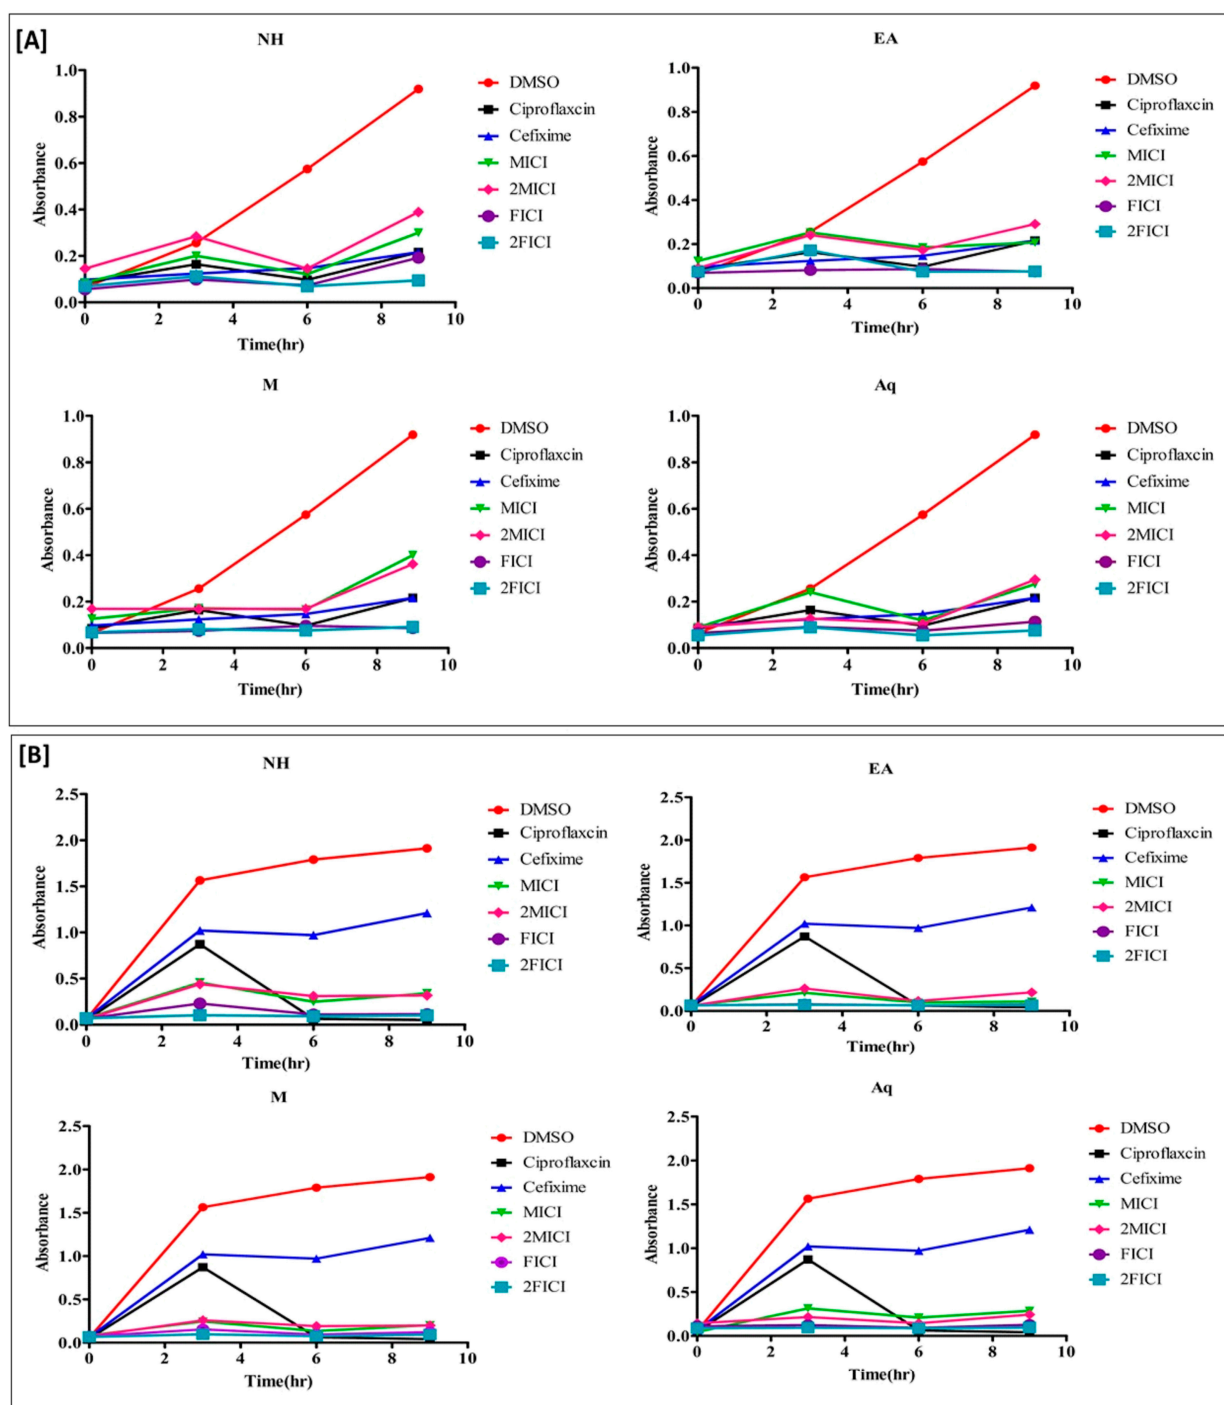 [A]
NH
Absorbance
1.0
0.8
0.6
0.4
0.2
0.0
0 2 4 6 8 10
Time(hr)
DMSO
Ciproflaxcin
Cefixime
MICI
2MICI
FICI
2FICI
EA
Absorbance
1.0
0.8
0.6
0.4
0.2
0.0
0 2 4 6 8 10
Time(hr)
DMSO
Ciproflaxcin
Cefixime
MICI
2MICI
FICI
2FICI
M
Absorbance
1.0
0.8
0.6
0.4
0.2
0.0
0 2 4 6 8 10
Time(hr)
DMSO
Ciproflaxcin
Cefixime
MICI
2MICI
FICI
2FICI
Aq
Absorbance
1.0
0.8
0.6
0.4
0.2
0.0
0 2 4 6 8 10
Time(hr)
DMSO
Ciproflaxcin
Cefixime
MICI
2MICI
FICI
2FICI
[B]
NH
Absorbance
2.5
2.0
1.5
1.0
0.5
0.0
0 2 4 6 8 10
Time(hr)
DMSO
Ciproflaxcin
Cefixime
MICI
2MICI
FICI
2FICI
EA
Absorbance
2.5
2.0
1.5
1.0
0.5
0.0
0 2 4 6 8 10
Time(hr)
DMSO
Ciproflaxcin
Cefixime
MICI
2MICI
FICI
2FICI
M
Absorbance
2.5
2.0
1.5
1.0
0.5
0.0
0 2 4 6 8 10
Time(hr)
DMSO
Ciproflaxcin
Cefixime
MICI
2MICI
FICI
2FICI
Aq
Absorbance
2.5
2.0
1.5
1.0
0.5
0.0
0 2 4 6 8 10
Time(hr)
DMSO
Ciproflaxcin
Cefixime
MICI
2MICI
FICI
2FICI